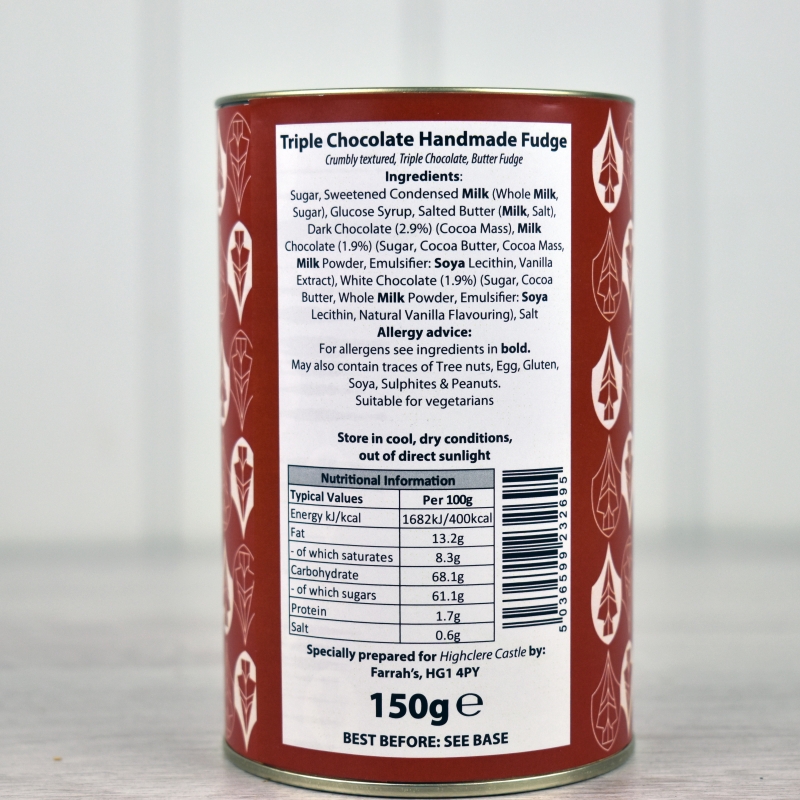 Triple Chocolate Handmade Fudge
Crumbly textured, Triple Chocolate, Butter Fudge
Ingredients:
Sugar, Sweetened Condensed Milk (Whole Milk,
Sugar), Glucose Syrup, Salted Butter (Milk, Salt),
Dark Chocolate (2.9%) (Cocoa Mass), Milk
Chocolate (1.9%) (Sugar, Cocoa Butter, Cocoa Mass,
Milk Powder, Emulsifier: Soya Lecithin, Vanilla
Extract), White Chocolate (1.9%) (Sugar, Cocoa
Butter, Whole Milk Powder, Emulsifier: Soya
Lecithin, Natural Vanilla Flavouring), Salt
Allergy advice:
For allergens see ingredients in bold.
May also contain traces of Tree nuts, Egg, Gluten,
Soya, Sulphites & Peanuts.
Suitable for vegetarians
Store in cool, dry conditions,
out of direct sunlight
Nutritional Information
Typical Values Per 100g
Energy kJ/kcal 1682kJ/400kcal
Fat 13.2g
- of which saturates 8.3g
Carbohydrate 68.1g
- of which sugars 61.1g
Protein 1.7g
Salt 0.6g
5036599232695
Specially prepared for Highclere Castle by:
Farrah's, HG1 4PY
150g ℮
BEST BEFORE: SEE BASE